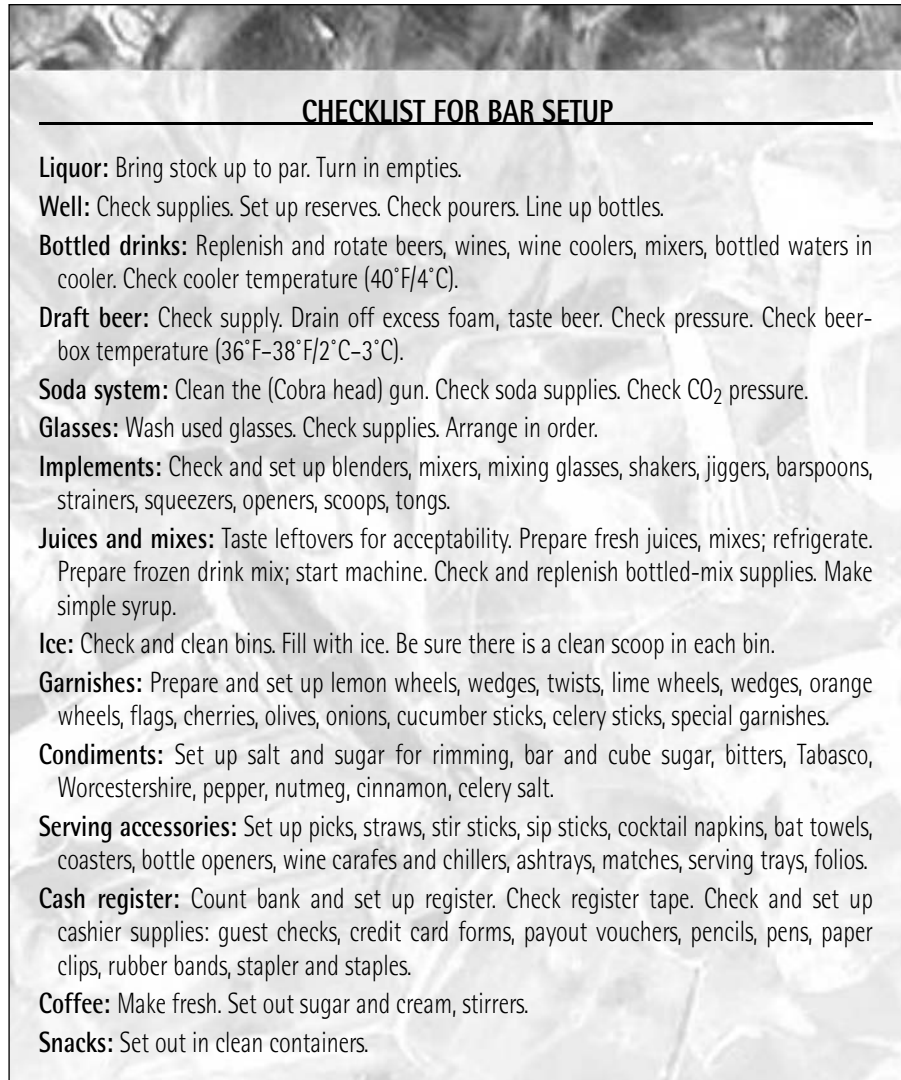 CHECKLIST FOR BAR SETUP
Liquor: Bring stock up to par. Turn in empties.
Well: Check supplies. Set up reserves. Check pourers. Line up bottles.
Bottled drinks: Replenish and rotate beers, wines, wine coolers, mixers, bottled waters in
cooler. Check cooler temperature (40˚F/4˚C).
Draft beer: Check supply. Drain off excess foam, taste beer. Check pressure. Check beer-
box temperature (36˚F–38˚F/2˚C–3˚C).
Soda system: Clean the (Cobra head) gun. Check soda supplies. Check CO₂ pressure.
Glasses: Wash used glasses. Check supplies. Arrange in order.
Implements: Check and set up blenders, mixers, mixing glasses, shakers, jiggers, barspoons,
strainers, squeezers, openers, scoops, tongs.
Juices and mixes: Taste leftovers for acceptability. Prepare fresh juices, mixes; refrigerate.
Prepare frozen drink mix; start machine. Check and replenish bottled-mix supplies. Make
simple syrup.
Ice: Check and clean bins. Fill with ice. Be sure there is a clean scoop in each bin.
Garnishes: Prepare and set up lemon wheels, wedges, twists, lime wheels, wedges, orange
wheels, flags, cherries, olives, onions, cucumber sticks, celery sticks, special garnishes.
Condiments: Set up salt and sugar for rimming, bar and cube sugar, bitters, Tabasco,
Worcestershire, pepper, nutmeg, cinnamon, celery salt.
Serving accessories: Set up picks, straws, stir sticks, sip sticks, cocktail napkins, bat towels,
coasters, bottle openers, wine carafes and chillers, ashtrays, matches, serving trays, folios.
Cash register: Count bank and set up register. Check register tape. Check and set up
cashier supplies: guest checks, credit card forms, payout vouchers, pencils, pens, paper
clips, rubber bands, stapler and staples.
Coffee: Make fresh. Set out sugar and cream, stirrers.
Snacks: Set out in clean containers.